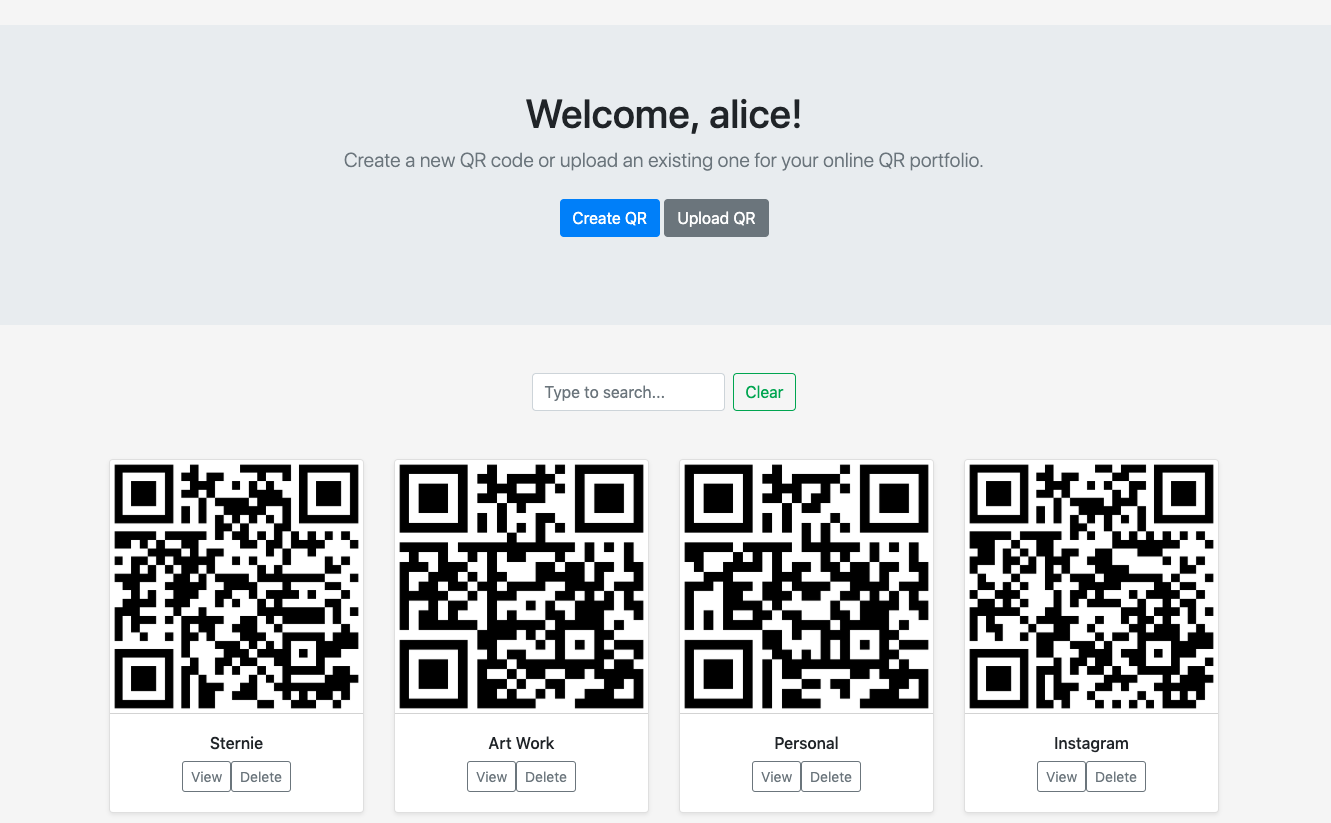 Welcome, alice!
Create a new QR code or upload an existing one for your online QR portfolio.
Create QR Upload QR
Type to search... Clear
Sternie Art Work Personal Instagram
View Delete View Delete View Delete View Delete